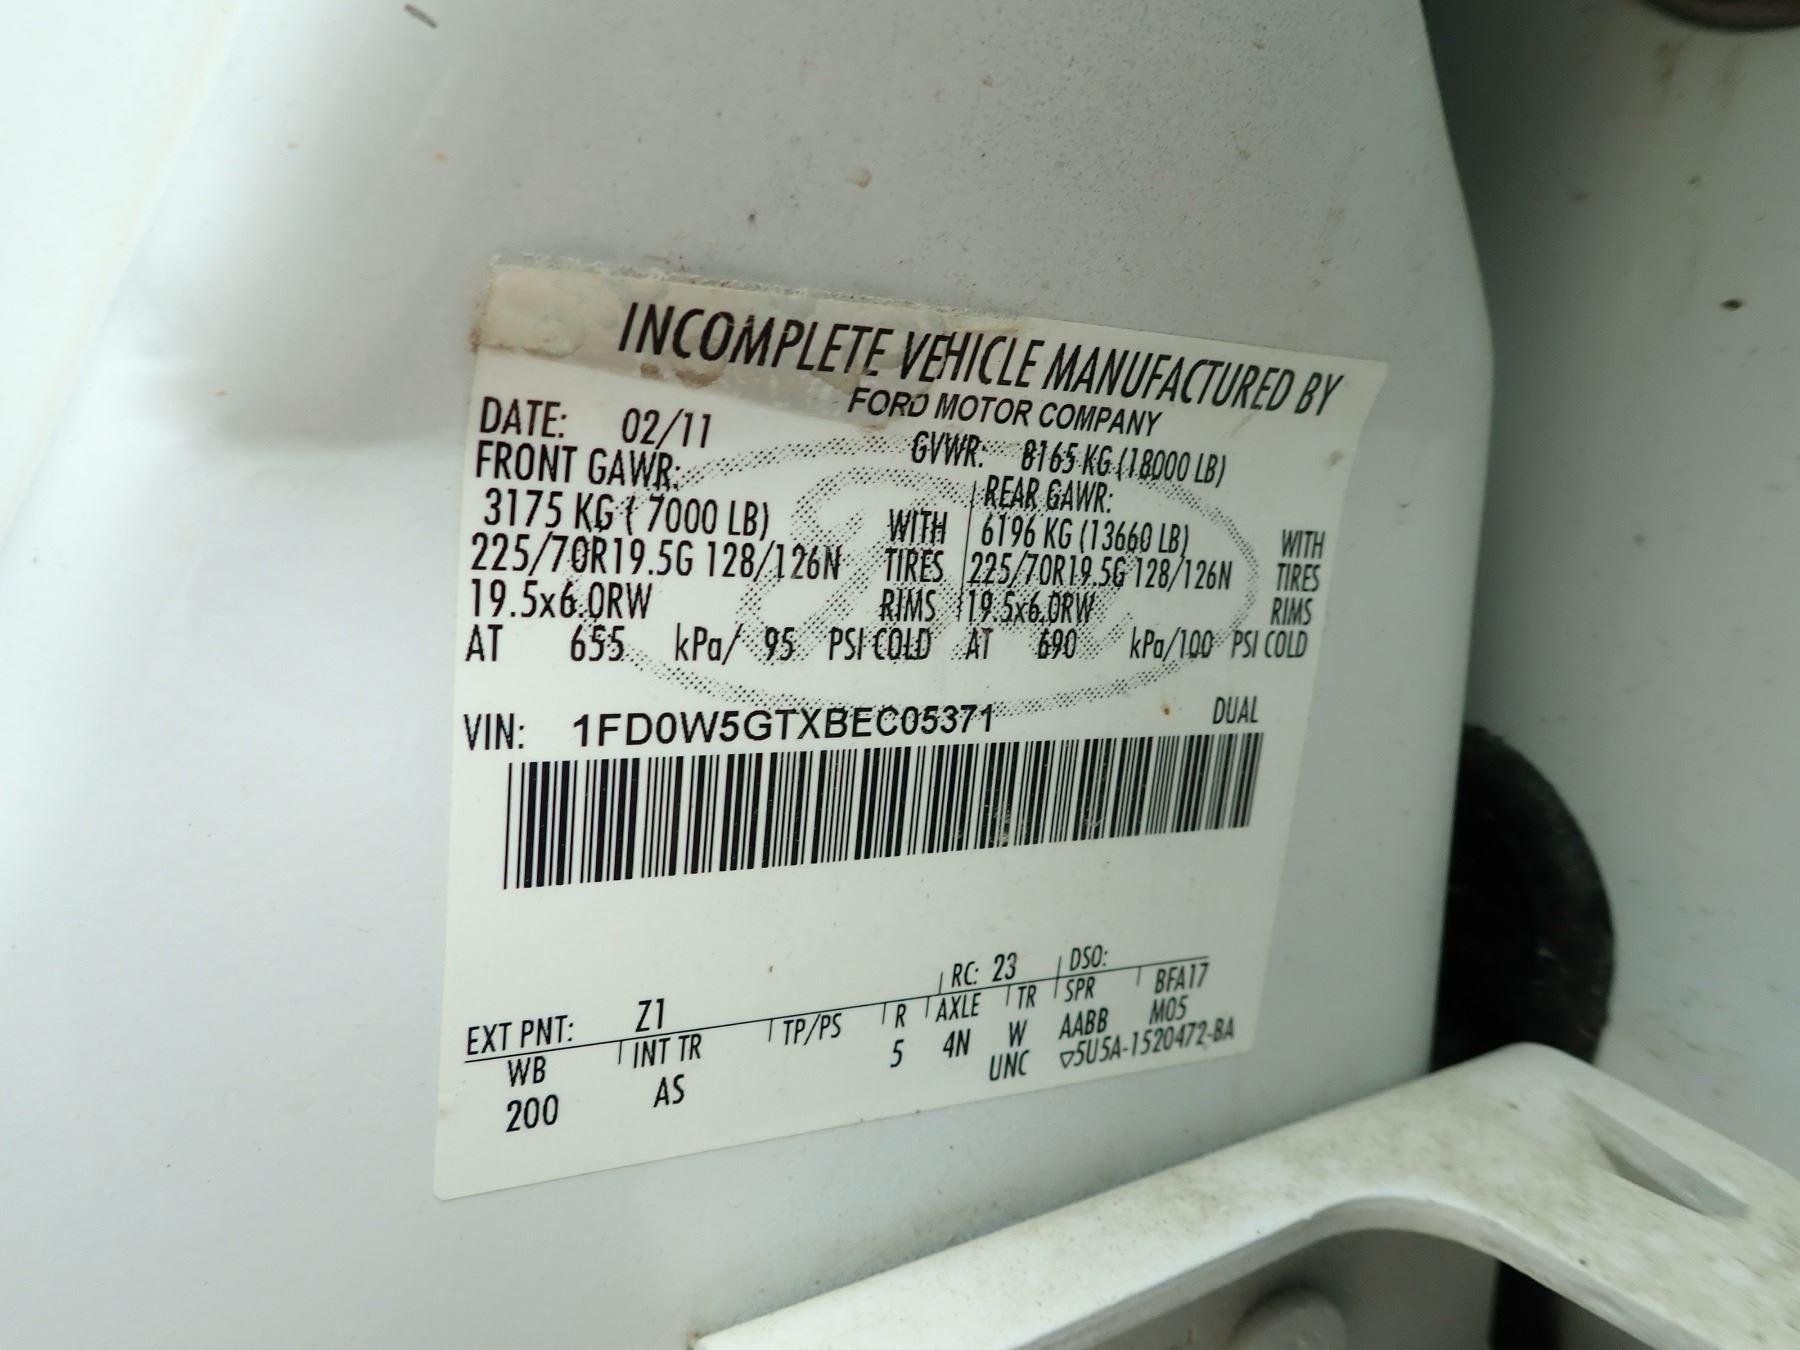 INCOMPLETE VEHICLE MANUFACTURED BY
FORD MOTOR COMPANY
DATE: 02/11 GVWR: 8165 KG (18000 LB)
FRONT GAWR: REAR GAWR:
3175 KG ( 7000 LB) WITH 6196 KG (13660 LB) WITH
225/70R19.5G 128/126N TIRES 225/70R19.5G 128/126N TIRES
19.5x6.0RW RIMS 19.5x6.0RW RIMS
AT 655 kPa/ 95 PSI COLD AT 690 kPa/100 PSI COLD
VIN: 1FD0W5GTXBEC05371 DUAL
EXT PNT: Z1 RC: 23 DSO:
WB INT TR TP/PS R AXLE TR SPR BFA17
200 AS 5 4N W AABB M05
UNC ▽5U5A-1520472-BA